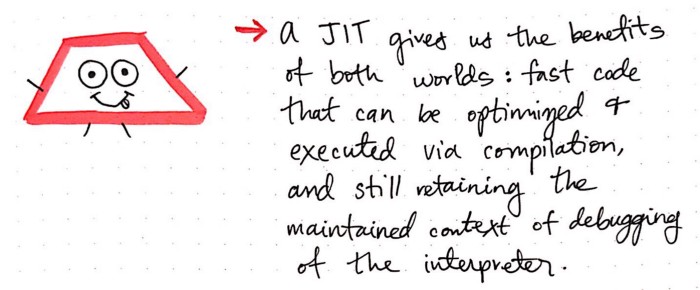 → a JIT gives us the benefits
of both worlds: fast code
that can be optimized &
executed via compilation,
and still retaining the
maintained context of debugging
of the interpreter.